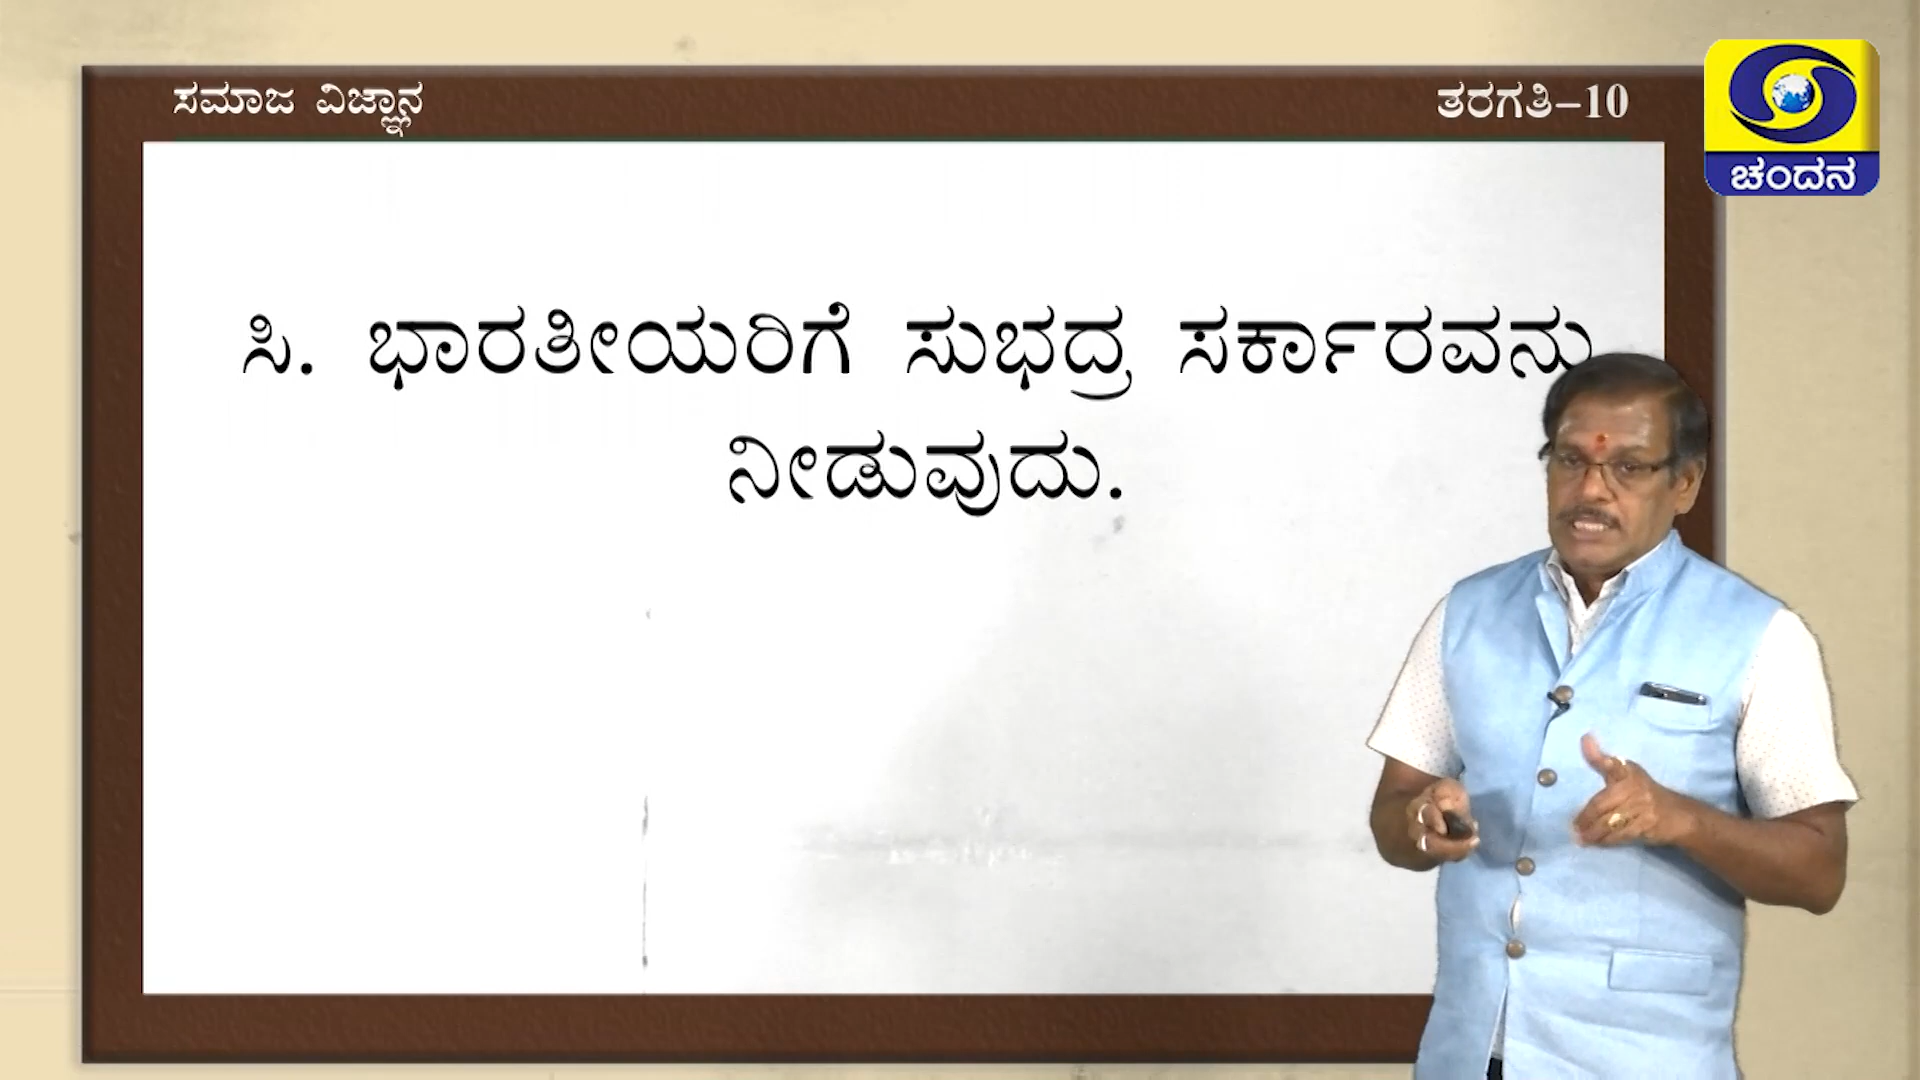 ಸಮಾಜ ವಿಜ್ಞಾನ
ತರಗತಿ-10
ಚಂದನ
ಸಿ. ಭಾರತೀಯರಿಗೆ ಸುಭದ್ರ ಸರ್ಕಾರವನ್ನು
ನೀಡುವುದು.